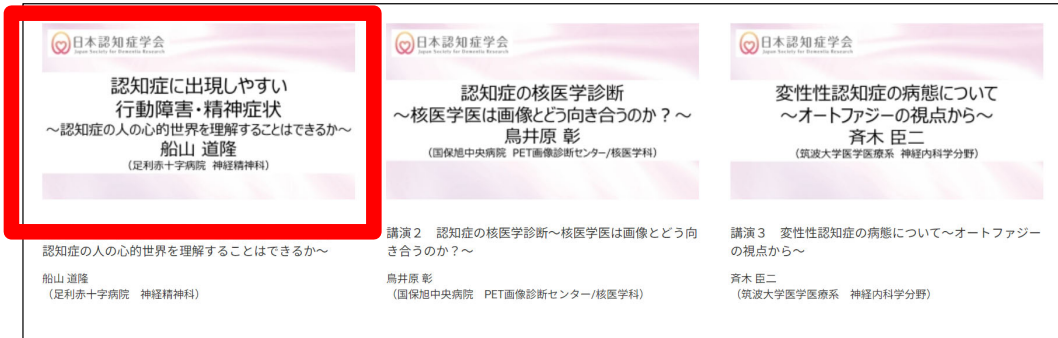 日本認知症学会
Japan Society for Dementia Research
認知症に出現しやすい
行動障害・精神症状
～認知症の人の心的世界を理解することはできるか～
船山 道隆
(足利赤十字病院 神経精神科)
認知症の人の心的世界を理解することはできるか～
船山 道隆
（足利赤十字病院　神経精神科）
日本認知症学会
Japan Society for Dementia Research
認知症の核医学診断
～核医学医は画像とどう向き合うのか？～
鳥井原 彰
(国保旭中央病院 PET画像診断センター/核医学科)
講演２　認知症の核医学診断～核医学医は画像とどう向
き合うのか？～
鳥井原 彰
（国保旭中央病院　PET画像診断センター/核医学科）
日本認知症学会
Japan Society for Dementia Research
変性性認知症の病態について
～オートファジーの視点から～
斉木 臣二
(筑波大学医学医療系 神経内科学分野)
講演３　変性性認知症の病態について～オートファジー
の視点から～
斉木 臣二
（筑波大学医学医療系　神経内科学分野）